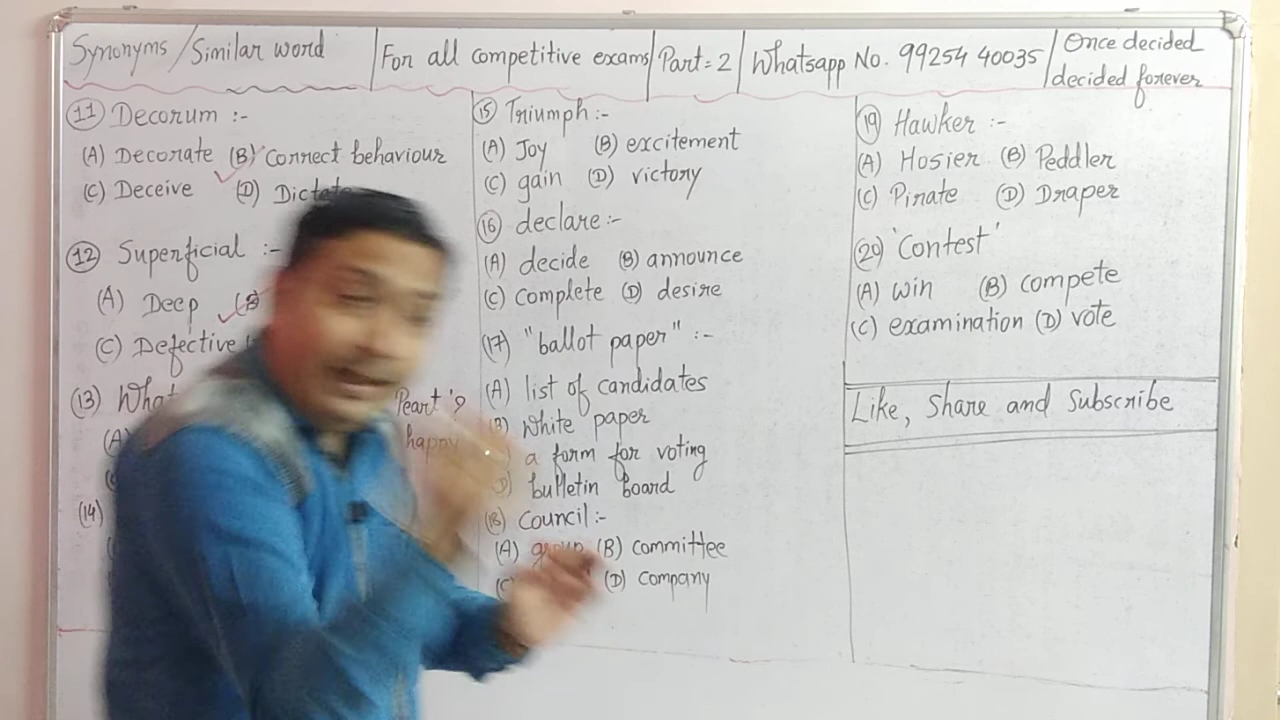 Synonyms / Similar word
For all competitive exams
Part = 2
Whatsapp No. 99254 40035
Once decided
decided forever
(11) Decorum :-
(A) Decorate (B) Correct behaviour
(C) Deceive (D)
(12) Superficial :-
(A) Deep (B)
(C) Defective
(13) What
happy
(14)
(15) Triumph :-
(A) Joy (B) excitement
(C) gain (D) victory
(16) declare :-
(A) decide (B) announce
(C) complete (D) desire
(17) "ballot paper" :-
(A) list of candidates
(B) white paper
a form for voting
(D) bulletin board
Council :-
(A) group (B) committee
(C) (D) company
(19) Hawker :-
(A) Hosier (B) Peddler
(C) Pirate (D) Draper
(20) 'Contest'
(A) win (B) compete
(C) examination (D) vote
Like, Share and Subscribe